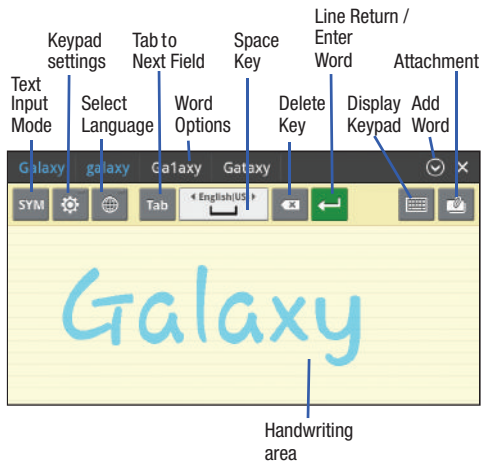 Line Return /
Enter
Word
Keypad
settings
Tab to
Next Field
Space
Key
Attachment
Text
Input
Mode
Select
Language
Word
Options
Delete
Key
Display
Keypad
Add
Word
Galaxy galaxy Ga1axy Gataxy
SYM Tab English(US)
Galaxy
Handwriting
area